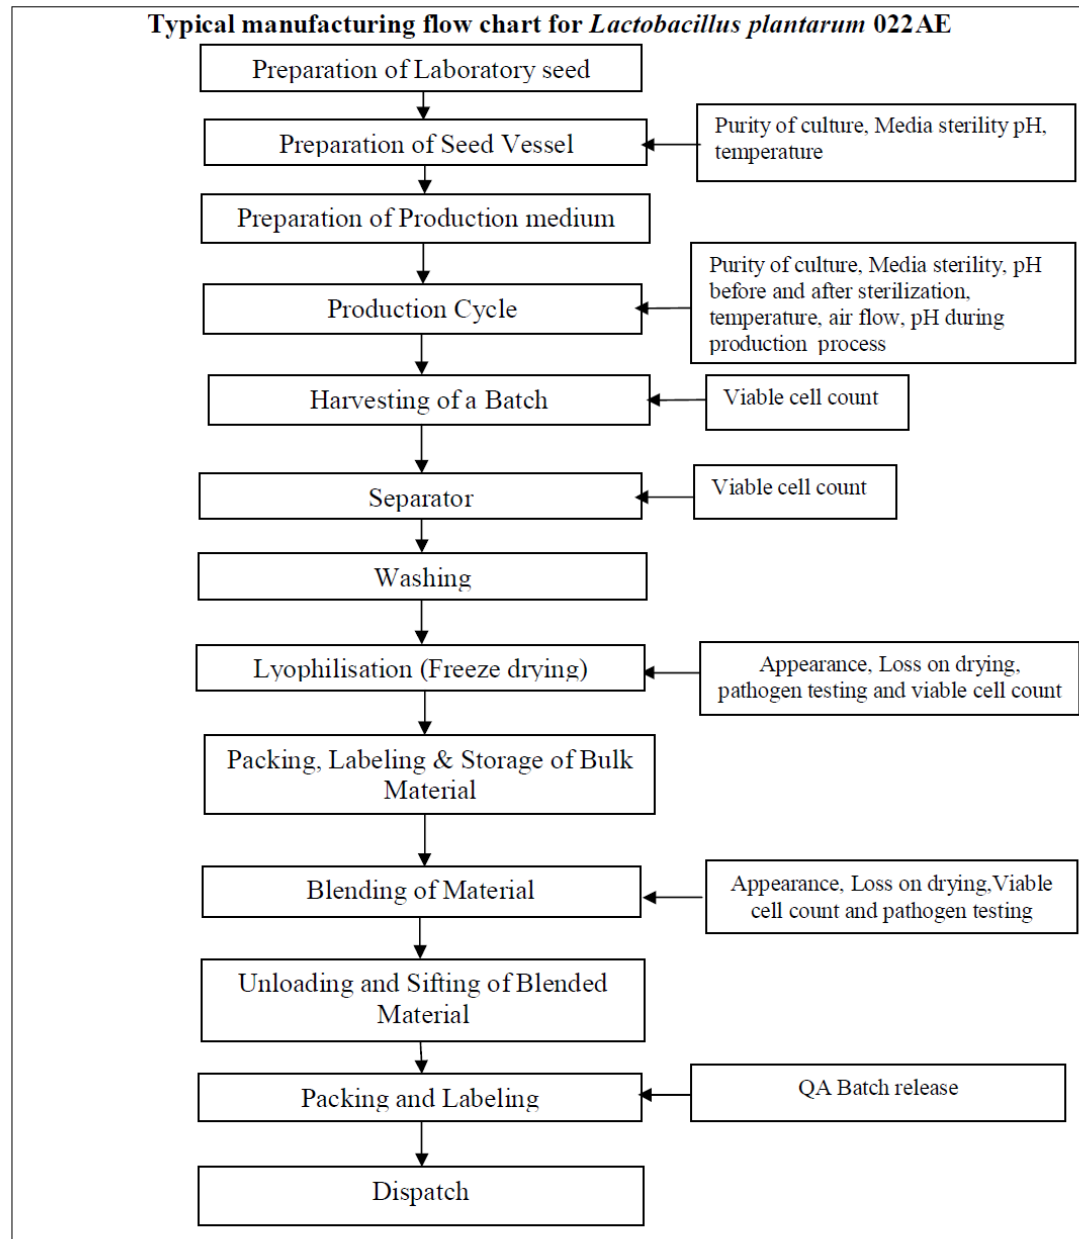 Typical manufacturing flow chart for Lactobacillus plantarum 022AE
Preparation of Laboratory seed
Preparation of Seed Vessel
Purity of culture, Media sterility pH,
temperature
Preparation of Production medium
Production Cycle
Purity of culture, Media sterility, pH
before and after sterilization,
temperature, air flow, pH during
production process
Harvesting of a Batch
Viable cell count
Separator
Viable cell count
Washing
Lyophilisation (Freeze drying)
Appearance, Loss on drying,
pathogen testing and viable cell count
Packing, Labeling & Storage of Bulk
Material
Blending of Material
Appearance, Loss on drying,Viable
cell count and pathogen testing
Unloading and Sifting of Blended
Material
Packing and Labeling
QA Batch release
Dispatch